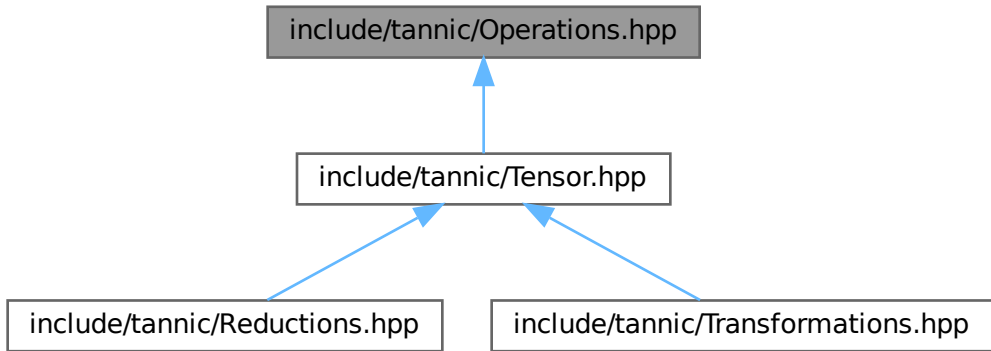 include/tannic/Operations.hpp
include/tannic/Tensor.hpp
include/tannic/Reductions.hpp
include/tannic/Transformations.hpp